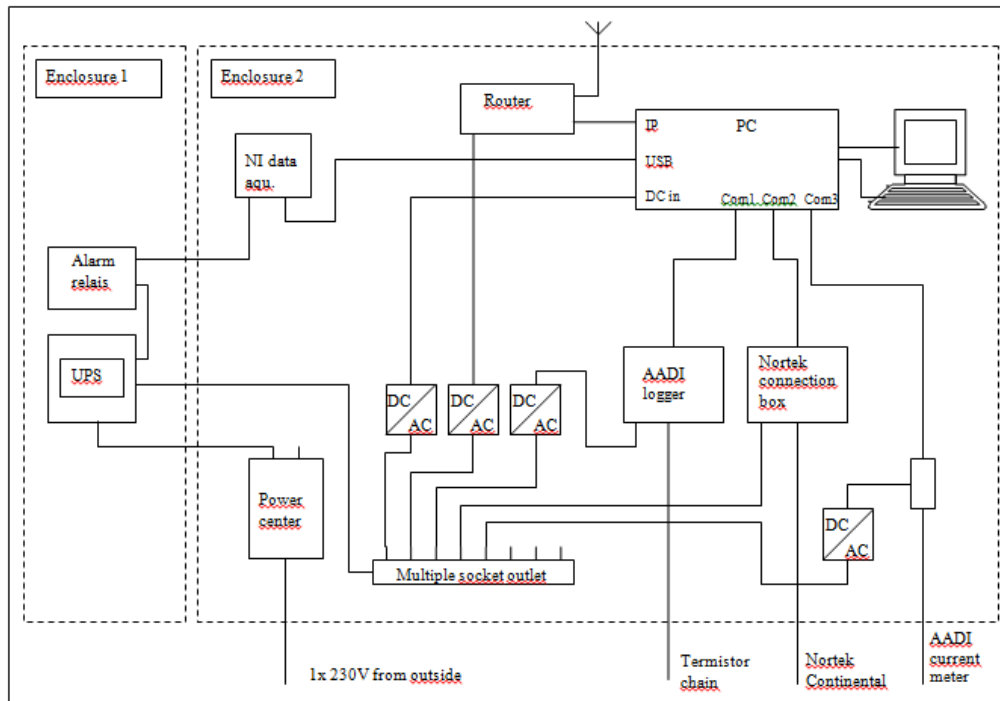 Enclosure 1
Enclosure 2
Router
IP
PC
NI data
aqu.
USB
DC in
Com1 Com2 Com3
Alarm
relais
UPS
AADI
logger
Nortek
connection
box
DC
AC
DC
AC
DC
AC
Power
center
DC
AC
Multiple socket outlet
1x 230V from outside
Termistor
chain
Nortek
Continental
AADI
current
meter